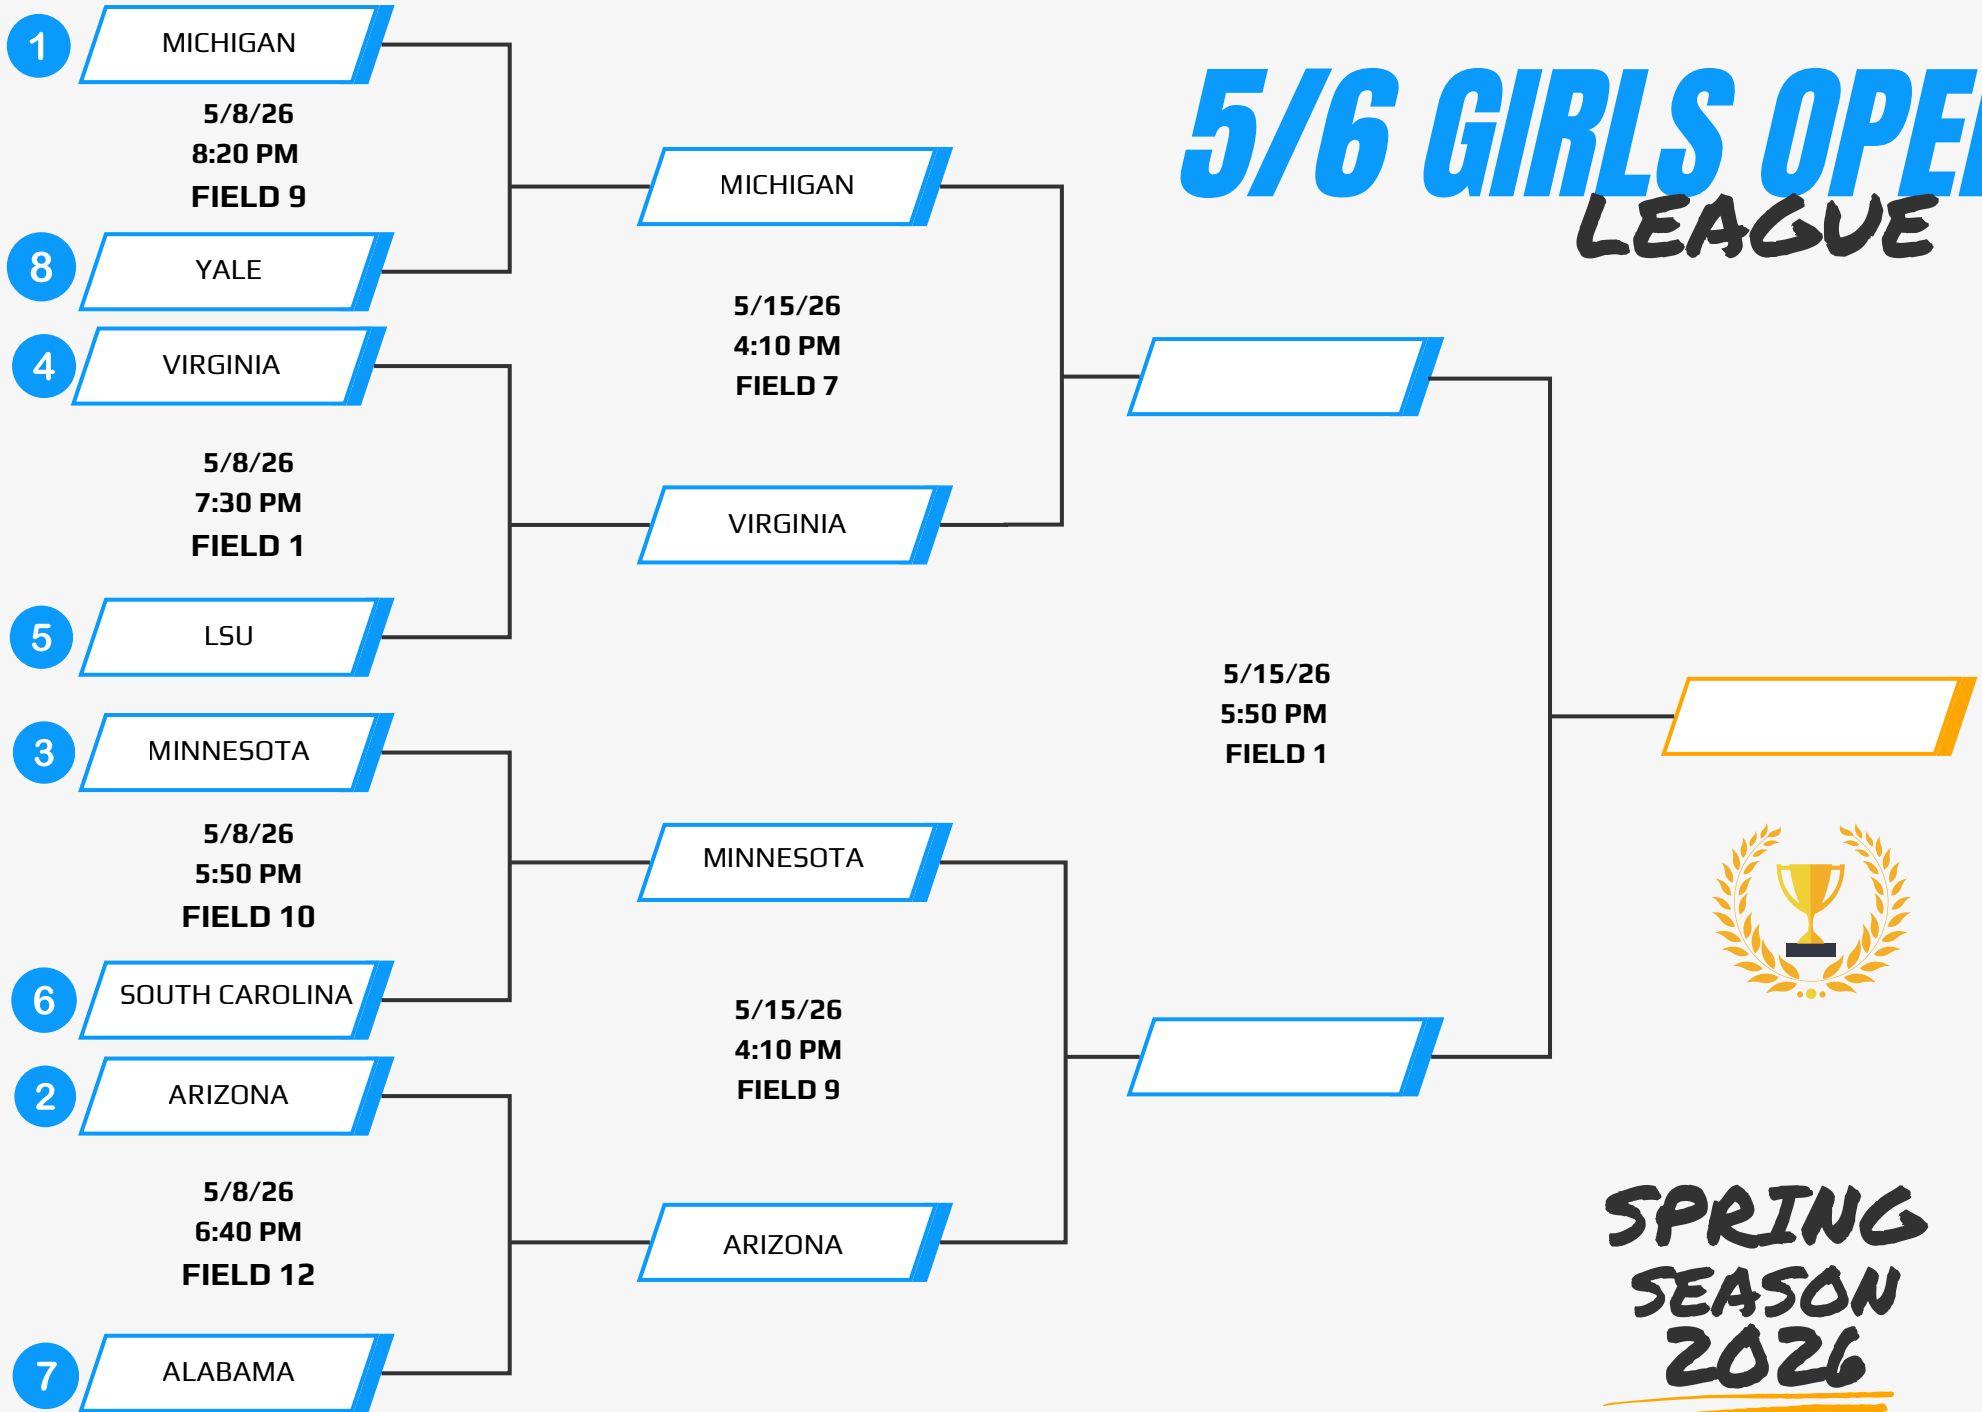 5/6 GIRLS OPEN
LEAGUE
1
MICHIGAN
5/8/26
8:20 PM
FIELD 9
8
YALE
4
VIRGINIA
5/8/26
7:30 PM
FIELD 1
5
LSU
3
MINNESOTA
5/8/26
5:50 PM
FIELD 10
6
SOUTH CAROLINA
2
ARIZONA
5/8/26
6:40 PM
FIELD 12
7
ALABAMA
MICHIGAN
5/15/26
4:10 PM
FIELD 7
VIRGINIA
MINNESOTA
5/15/26
4:10 PM
FIELD 9
ARIZONA
5/15/26
5:50 PM
FIELD 1
SPRING
SEASON
2026